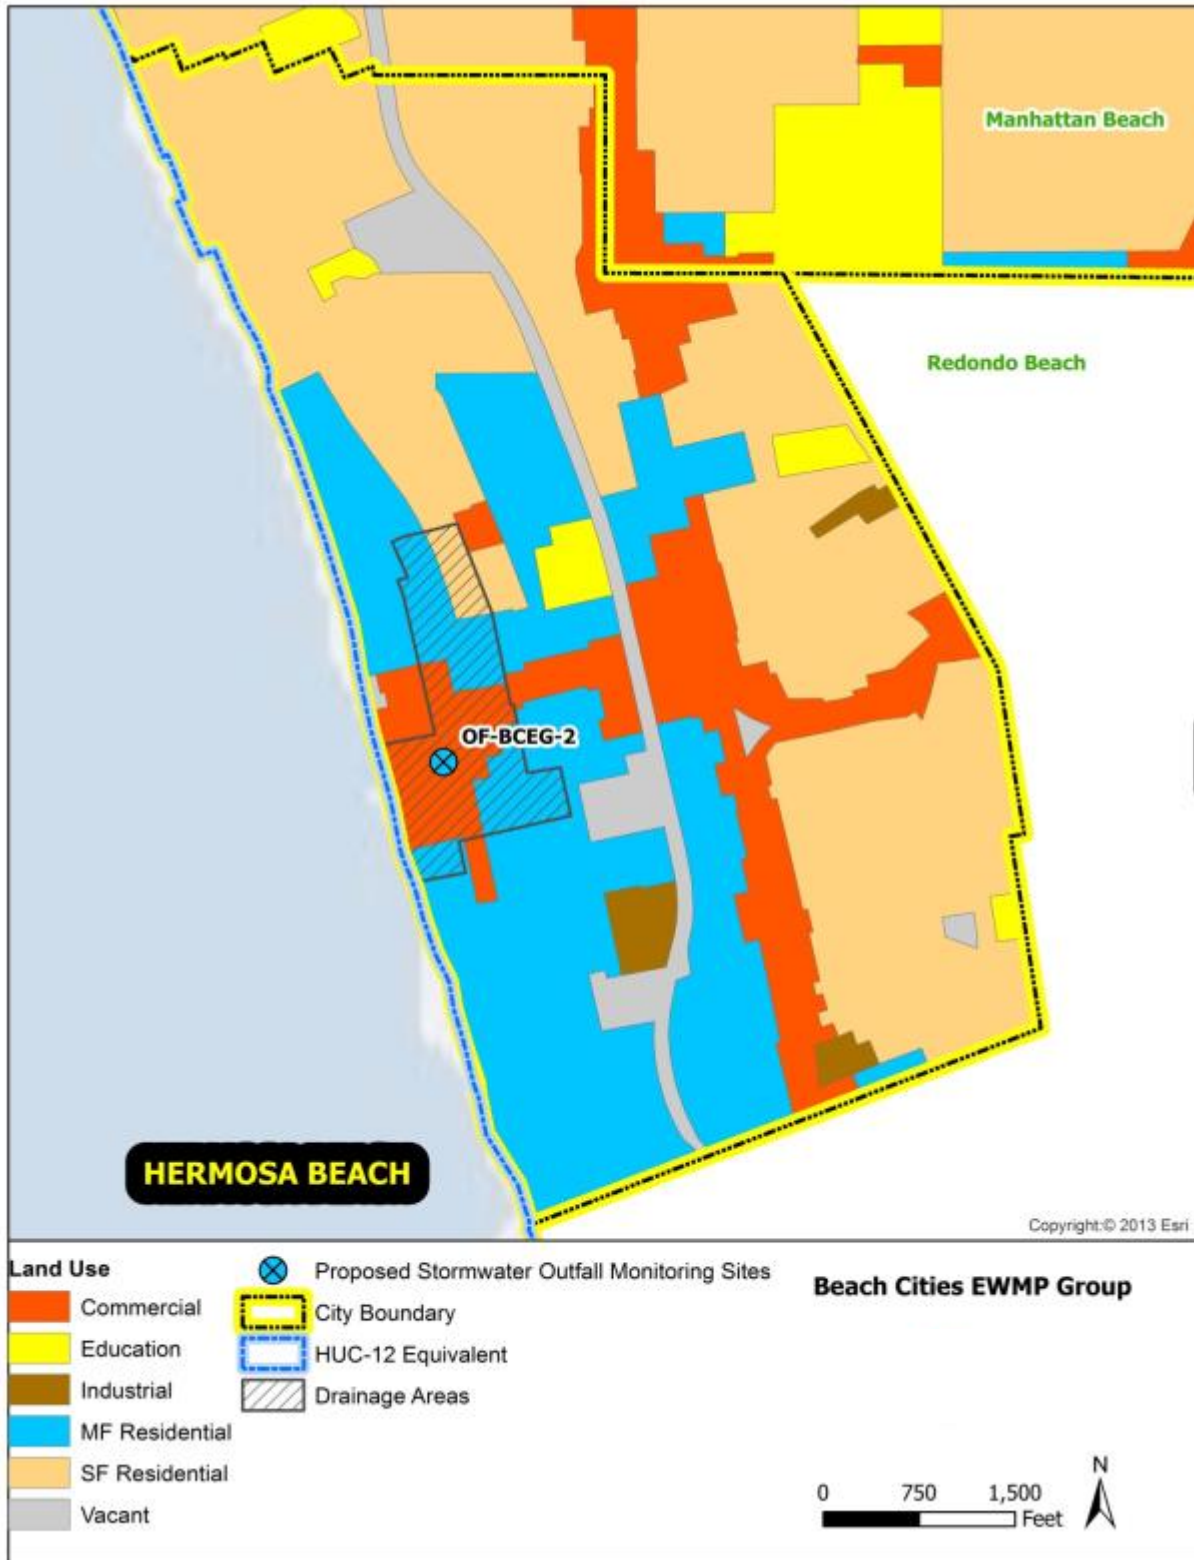 Manhattan Beach
Redondo Beach
OF-BCEG-2
HERMOSA BEACH
Copyright:© 2013 Esri
Land Use
Commercial
Education
Industrial
MF Residential
SF Residential
Vacant
Proposed Stormwater Outfall Monitoring Sites
City Boundary
HUC-12 Equivalent
Drainage Areas
Beach Cities EWMP Group
N
0 750 1,500
Feet